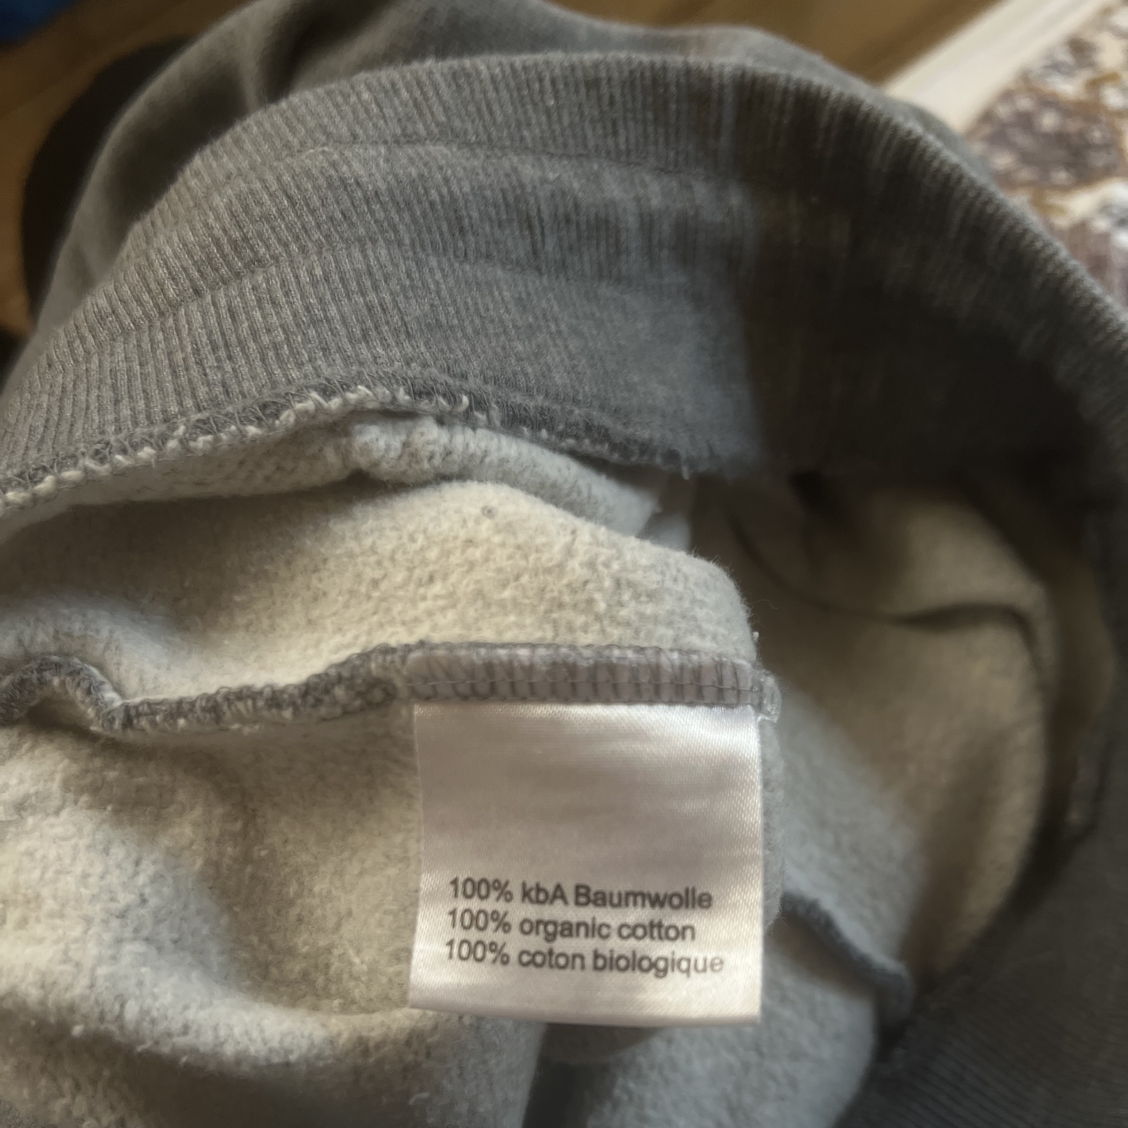 100% kbA Baumwolle
100% organic cotton
100% coton biologique